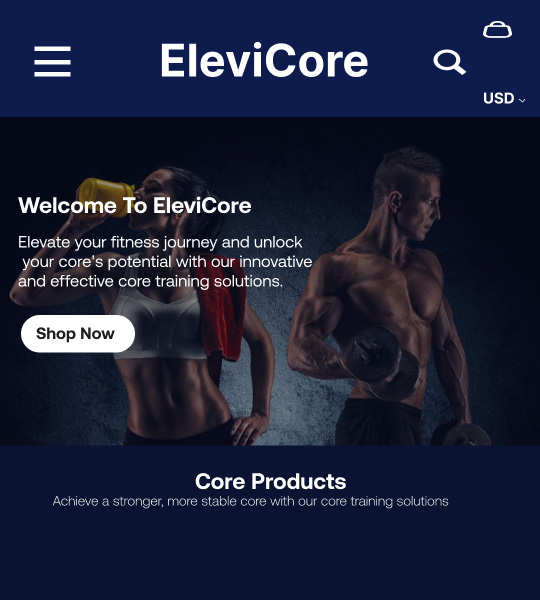 EleviCore
USD
Welcome To EleviCore
Elevate your fitness journey and unlock
your core's potential with our innovative
and effective core training solutions.
Shop Now
Core Products
Achieve a stronger, more stable core with our core training solutions